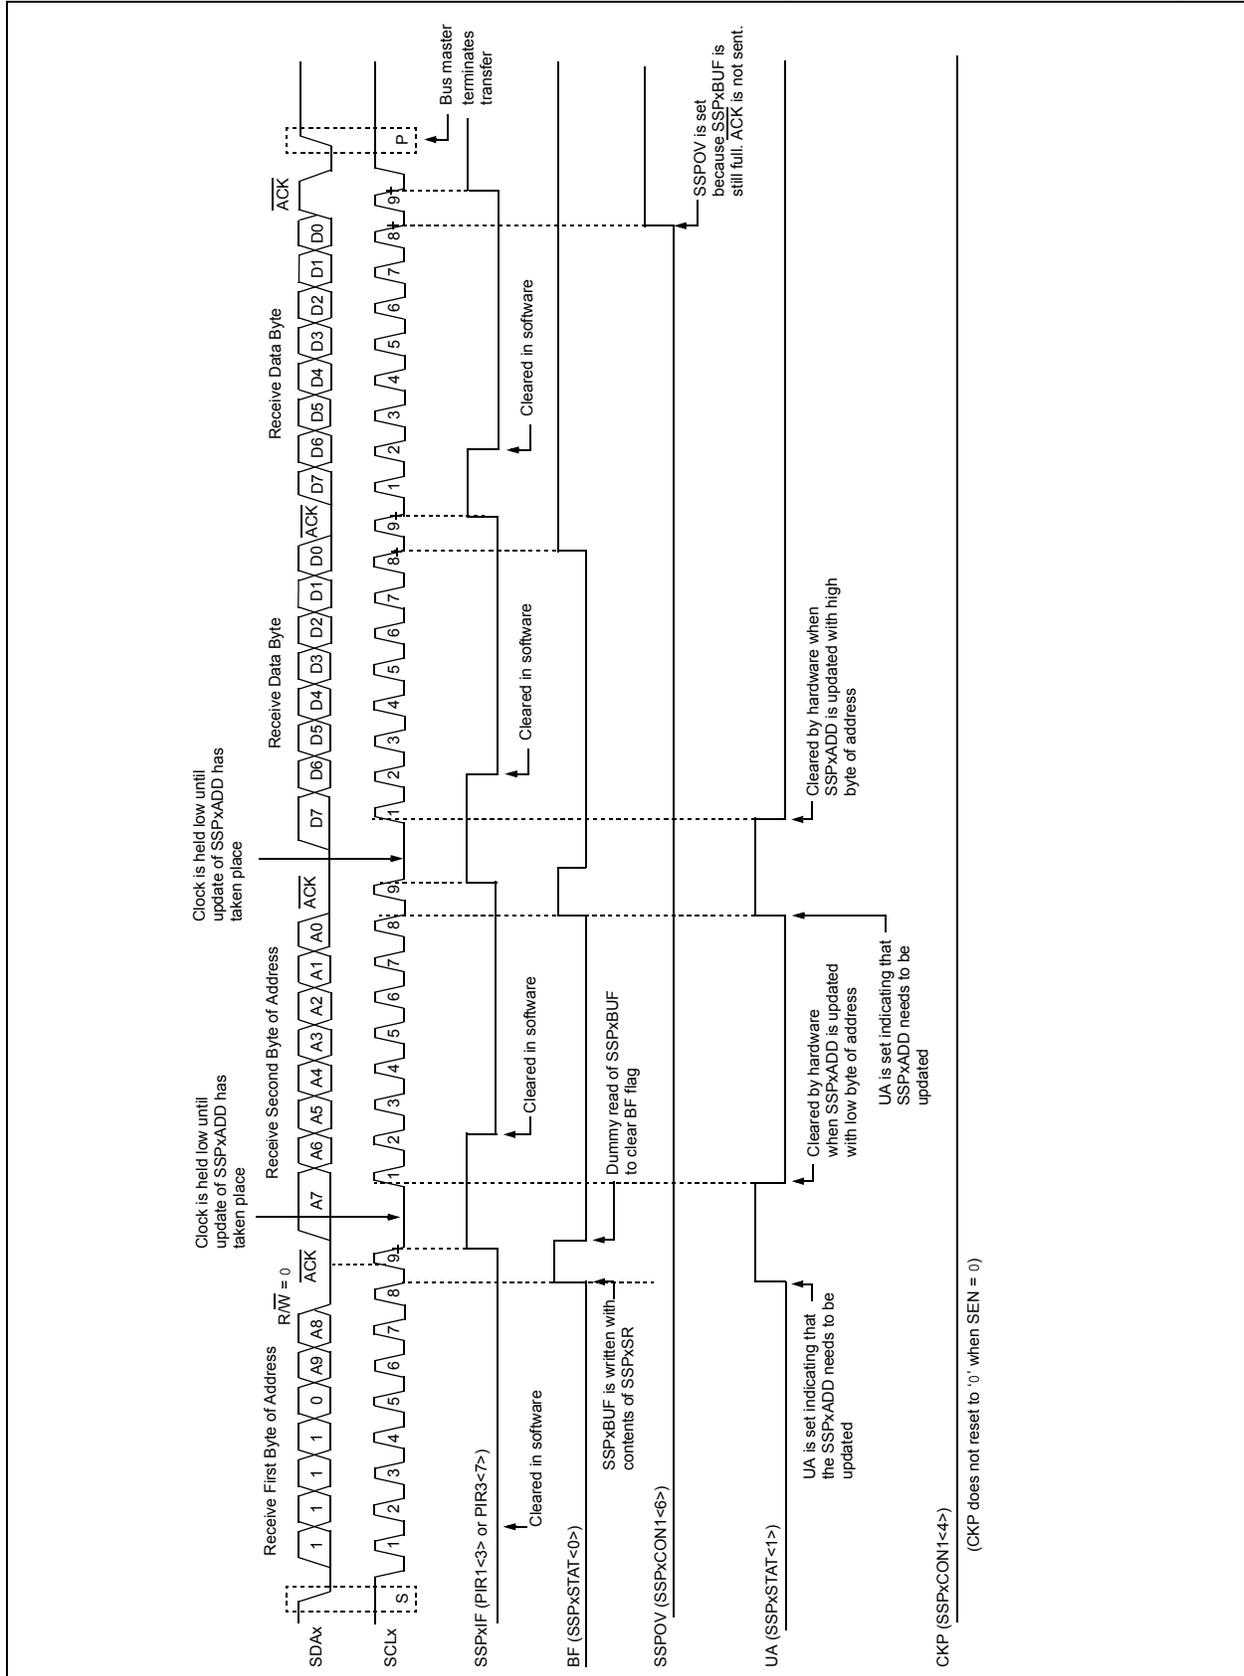 Clock is held low until
update of SSPxADD has
taken place
Clock is held low until
update of SSPxADD has
taken place
Receive First Byte of Address
R/W = 0
Receive Second Byte of Address
Receive Data Byte
Receive Data Byte
ACK
ACK
ACK
ACK
SDAx
1 1 1 1 0 A9 A8
A7 A6 A5 A4 A3 A2 A1 A0
D7 D6 D5 D4 D3 D2 D1 D0
D7 D6 D5 D4 D3 D2 D1 D0
SCLx
S
1 2 3 4 5 6 7 8 9
1 2 3 4 5 6 7 8 9
1 2 3 4 5 6 7 8 9
1 2 3 4 5 6 7 8 9
P
Bus master
terminates
transfer
SSPxIF (PIR1<3> or PIR3<7>)
Cleared in software
Cleared in software
Cleared in software
Cleared in software
BF (SSPxSTAT<0>)
SSPxBUF is written with
contents of SSPxSR
Dummy read of SSPxBUF
to clear BF flag
SSPOV (SSPxCON1<6>)
SSPOV is set
because SSPxBUF is
still full. ACK is not sent.
UA (SSPxSTAT<1>)
UA is set indicating that
the SSPxADD needs to be
updated
Cleared by hardware
when SSPxADD is updated
with low byte of address
UA is set indicating that
SSPxADD needs to be
updated
Cleared by hardware when
SSPxADD is updated with high
byte of address
CKP (SSPxCON1<4>)
(CKP does not reset to ‘0’ when SEN = 0)